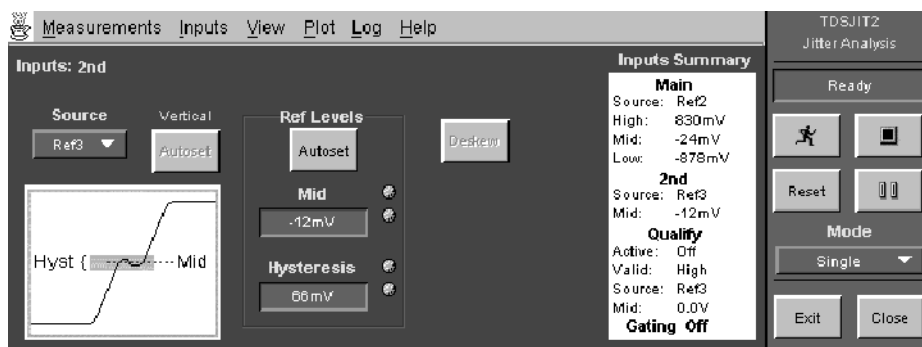 Measurements Inputs View Plot Log Help
Inputs: 2nd
Source
Ref3
Vertical
Autoset
Hyst {
Mid
Ref Levels
Autoset
Mid
-12mV
Hysteresis
66mV
Deskew
Inputs Summary
Main
Source: Ref2
High: 830mV
Mid: -24mV
Low: -878mV
2nd
Source: Ref3
Mid: -12mV
Qualify
Active: Off
Valid: High
Source: Ref3
Mid: 0.0V
Gating Off
TDSJIT2
Jitter Analysis
Ready
Reset
Mode
Single
Exit
Close